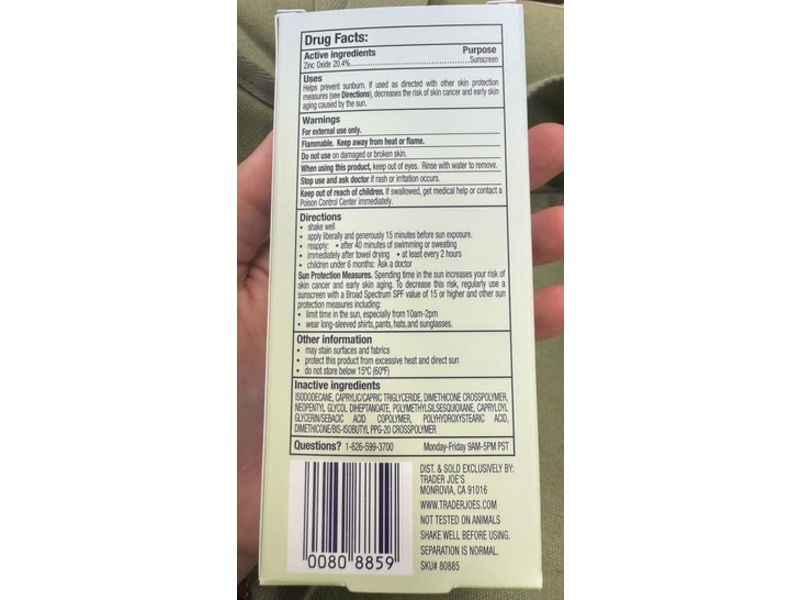 Drug Facts:
Active ingredients Purpose
Zinc Oxide 20.4%..........................................Sunscreen
Uses
Helps prevent sunburn. If used as directed with other skin protection
measures (see Directions), decreases the risk of skin cancer and early skin
aging caused by the sun.
Warnings
For external use only.
Flammable. Keep away from heat or flame.
Do not use on damaged or broken skin.
When using this product, keep out of eyes. Rinse with water to remove.
Stop use and ask doctor if rash or irritation occurs.
Keep out of reach of children. If swallowed, get medical help or contact a
Poison Control Center immediately.
Directions
• shake well
• apply liberally and generously 15 minutes before sun exposure.
• reapply: • after 40 minutes of swimming or sweating
• immediately after towel drying • at least every 2 hours
• children under 6 months: Ask a doctor
Sun Protection Measures. Spending time in the sun increases your risk of
skin cancer and early skin aging. To decrease this risk, regularly use a
sunscreen with a Broad Spectrum SPF value of 15 or higher and other sun
protection measures including:
• limit time in the sun, especially from 10am-2pm
• wear long-sleeved shirts, pants, hats, and sunglasses.
Other information
• may stain surfaces and fabrics
• protect this product from excessive heat and direct sun
• do not store below 15ºC (60ºF)
Inactive ingredients
ISODODECANE, CAPRYLIC/CAPRIC TRIGLYCERIDE, DIMETHICONE CROSSPOLYMER,
NEOPENTYL GLYCOL DIHEPTANOATE, POLYMETHYLSILSESQUIOXANE, CAPRYLOYL
GLYCERIN/SEBACIC ACID COPOLYMER, POLYHYDROXYSTEARIC ACID,
DIMETHICONE/BIS-ISOBUTYL PPG-20 CROSSPOLYMER
Questions? 1-626-599-3700 Monday-Friday 9AM-5PM PST
DIST. & SOLD EXCLUSIVELY BY:
TRADER JOE'S
MONROVIA, CA 91016
WWW.TRADERJOES.COM
NOT TESTED ON ANIMALS
SHAKE WELL BEFORE USING.
SEPARATION IS NORMAL.
SKU# 80885
0080 8859